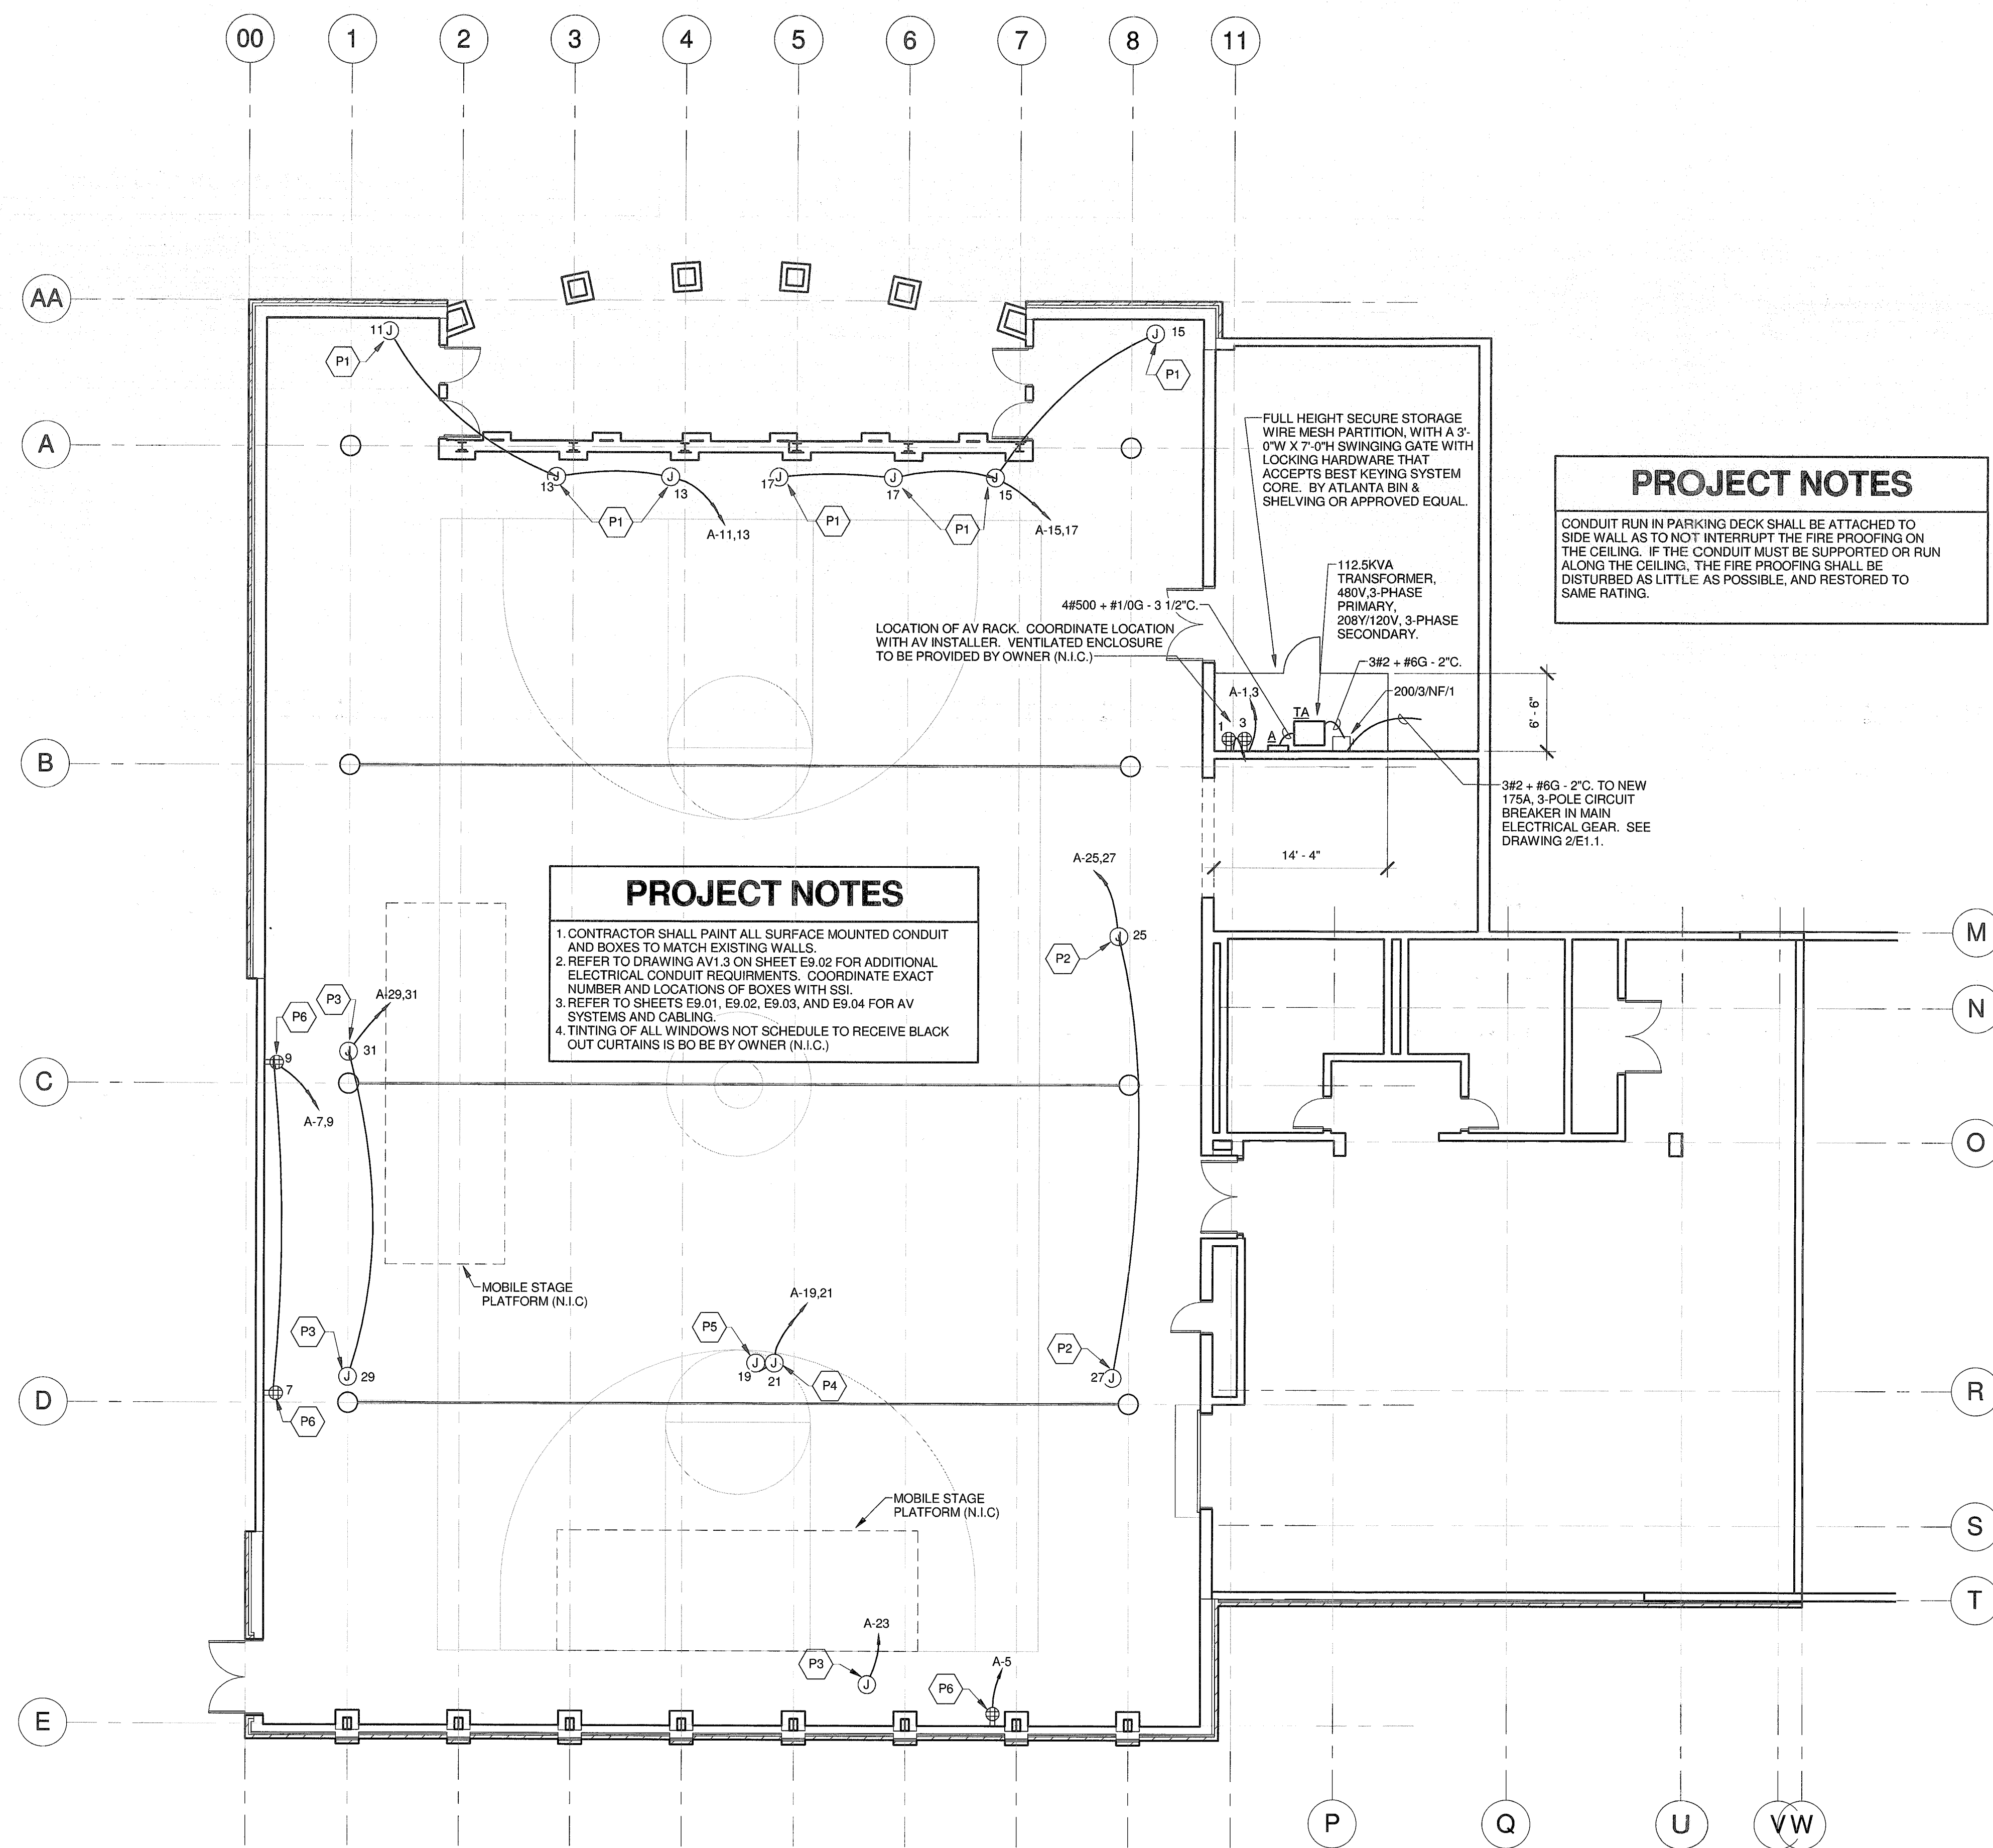 00 1 2 3 4 5 6 7 8 11
AA
11 J
P1
J 15
P1
A
FULL HEIGHT SECURE STORAGE
WIRE MESH PARTITION, WITH A 3'-
0"W X 7'-0"H SWINGING GATE WITH
LOCKING HARDWARE THAT
ACCEPTS BEST KEYING SYSTEM
CORE. BY ATLANTA BIN &
SHELVING OR APPROVED EQUAL.
PROJECT NOTES
CONDUIT RUN IN PARKING DECK SHALL BE ATTACHED TO
SIDE WALL AS TO NOT INTERRUPT THE FIRE PROOFING ON
THE CEILING. IF THE CONDUIT MUST BE SUPPORTED OR RUN
ALONG THE CEILING, THE FIRE PROOFING SHALL BE
DISTURBED AS LITTLE AS POSSIBLE, AND RESTORED TO
SAME RATING.
J J J J J
13 13 17 17 15
P1 P1 P1
A-11,13
A-15,17
112.5KVA
TRANSFORMER,
480V,3-PHASE
PRIMARY,
208Y/120V, 3-PHASE
SECONDARY.
4#500 + #1/0G - 3 1/2"C.
LOCATION OF AV RACK. COORDINATE LOCATION
WITH AV INSTALLER. VENTILATED ENCLOSURE
TO BE PROVIDED BY OWNER (N.I.C.)
3#2 + #6G - 2"C.
200/3/NF/1
A-1,3
1 3
A
TA
6' - 6"
B
3#2 + #6G - 2"C. TO NEW
175A, 3-POLE CIRCUIT
BREAKER IN MAIN
ELECTRICAL GEAR. SEE
DRAWING 2/E1.1.
14' - 4"
A-25,27
PROJECT NOTES
1. CONTRACTOR SHALL PAINT ALL SURFACE MOUNTED CONDUIT
AND BOXES TO MATCH EXISTING WALLS.
2. REFER TO DRAWING AV1.3 ON SHEET E9.02 FOR ADDITIONAL
ELECTRICAL CONDUIT REQUIRMENTS. COORDINATE EXACT
NUMBER AND LOCATIONS OF BOXES WITH SSI.
3. REFER TO SHEETS E9.01, E9.02, E9.03, AND E9.04 FOR AV
SYSTEMS AND CABLING.
4. TINTING OF ALL WINDOWS NOT SCHEDULE TO RECEIVE BLACK
OUT CURTAINS IS BO BE BY OWNER (N.I.C.)
J 25
P2
M
N
P3
A-29,31
P6
J 31
9
C
A-7,9
O
MOBILE STAGE
PLATFORM (N.I.C)
A-19,21
P3
P5
P2
J J
19 21
P4
27 J
J 29
7
P6
D
R
MOBILE STAGE
PLATFORM (N.I.C)
S
T
A-23
P3
J
A-5
P6
E
P Q U V W